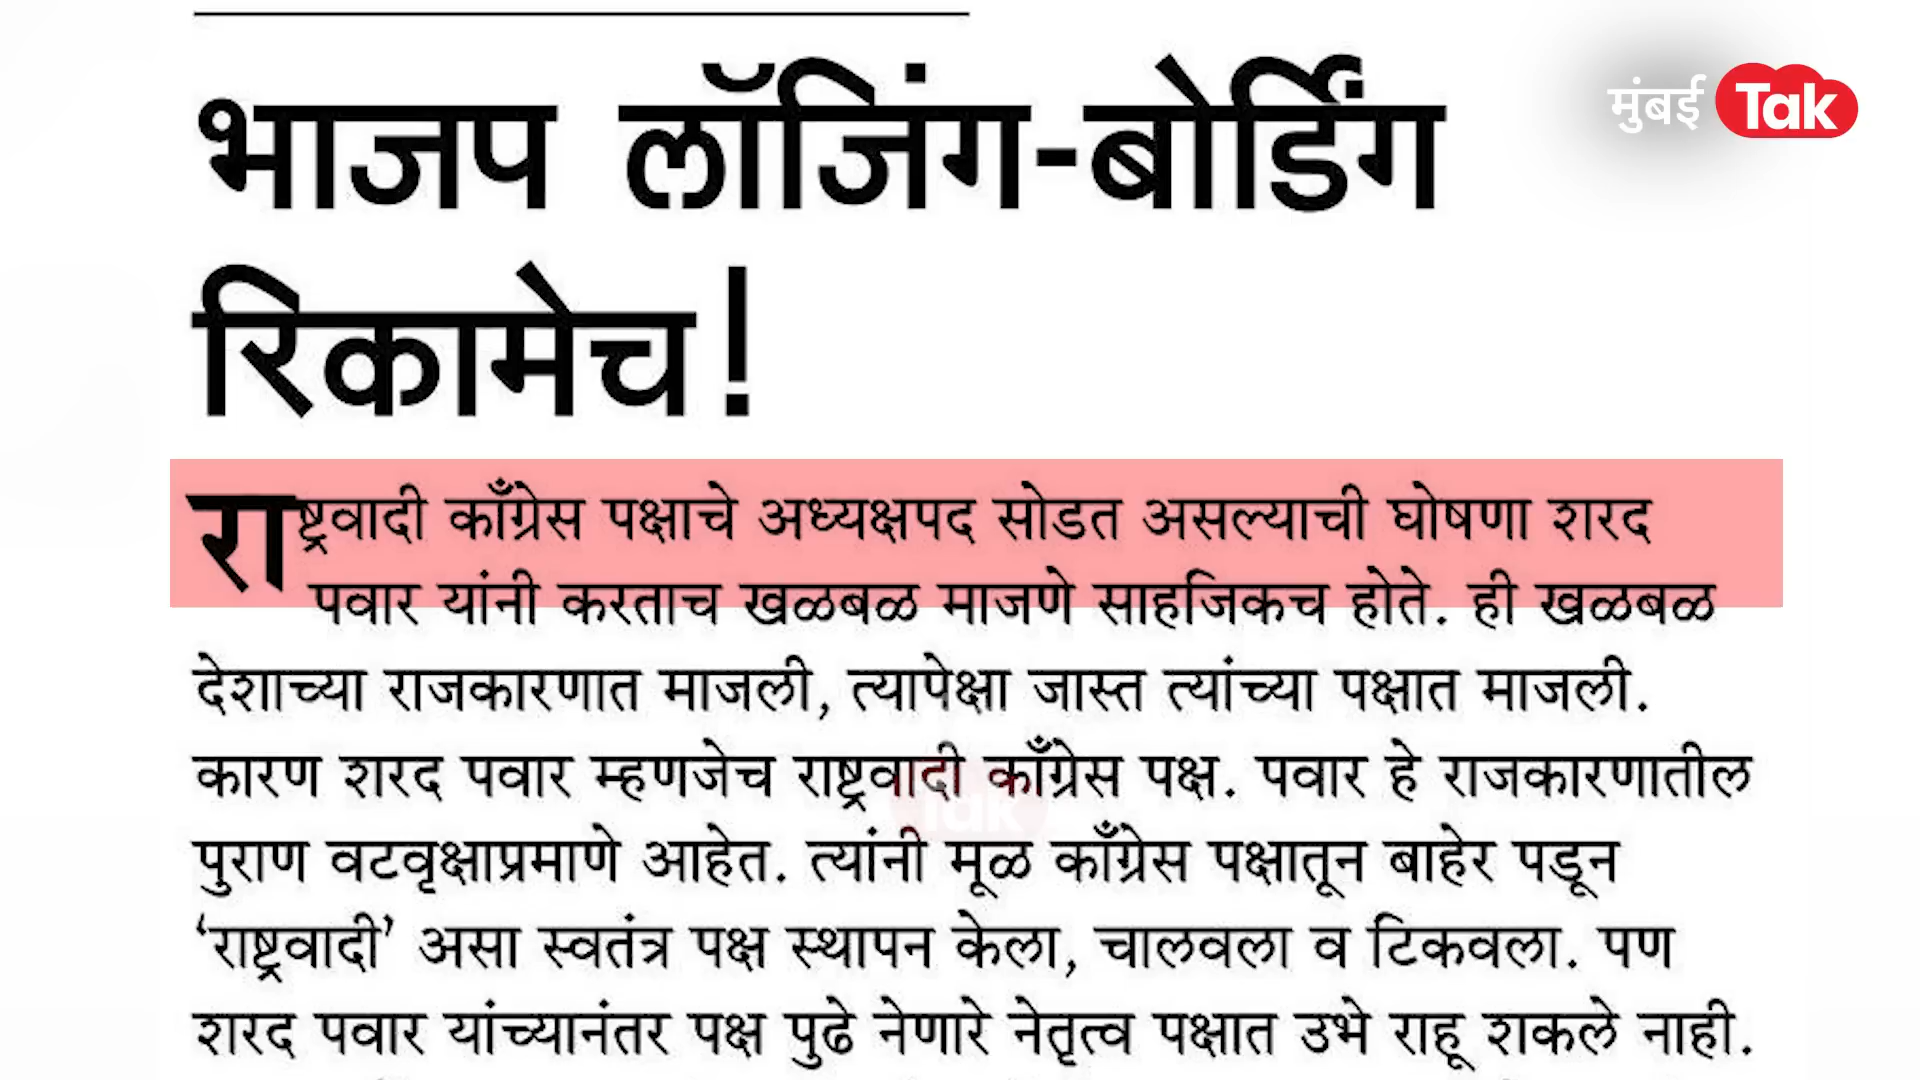 मुंबई Tak
भाजप लॉजिंग-बोर्डिंग
रिकामेच!
राष्ट्रवादी काँग्रेस पक्षाचे अध्यक्षपद सोडत असल्याची घोषणा शरद
पवार यांनी करताच खळबळ माजणे साहजिकच होते. ही खळबळ
देशाच्या राजकारणात माजली, त्यापेक्षा जास्त त्यांच्या पक्षात माजली.
कारण शरद पवार म्हणजेच राष्ट्रवादी काँग्रेस पक्ष. पवार हे राजकारणातील
पुराण वटवृक्षाप्रमाणे आहेत. त्यांनी मूळ काँग्रेस पक्षातून बाहेर पडून
‘राष्ट्रवादी’ असा स्वतंत्र पक्ष स्थापन केला, चालवला व टिकवला. पण
शरद पवार यांच्यानंतर पक्ष पुढे नेणारे नेतृत्व पक्षात उभे राहू शकले नाही.
Tak